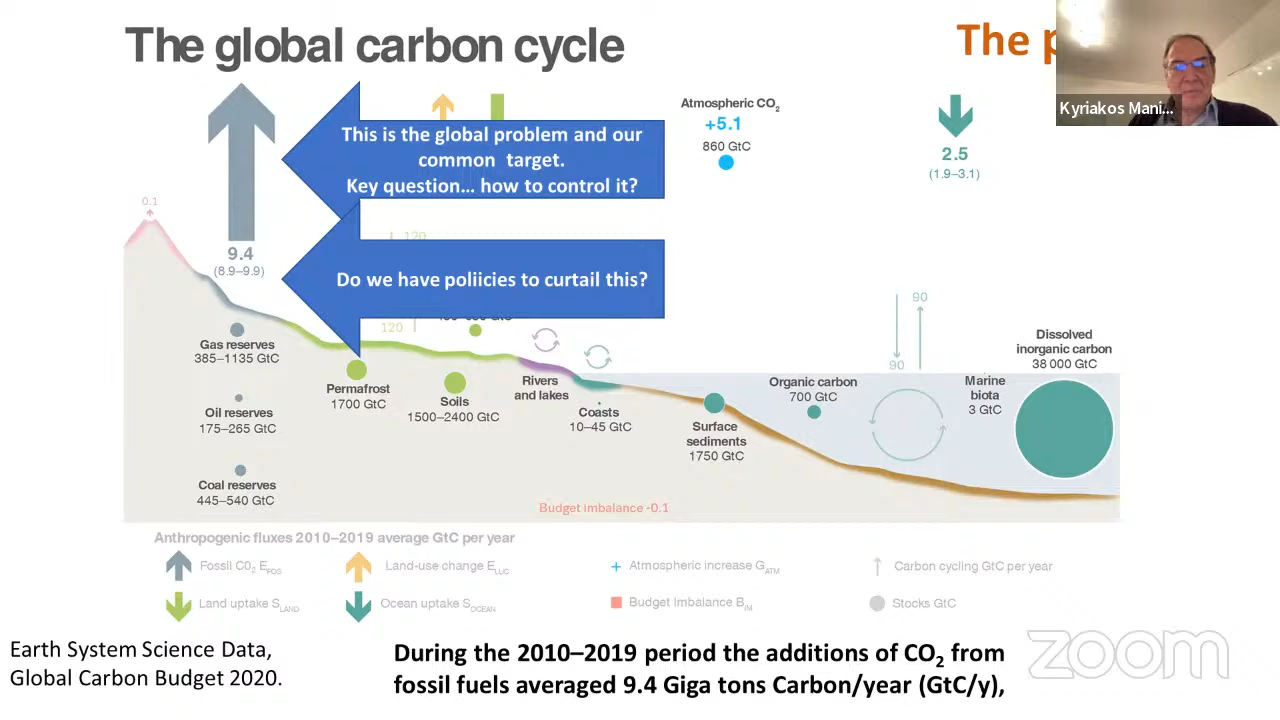 The global carbon cycle
The
Kyriakos Mani...
This is the global problem and our
common target.
Key question… how to control it?
Do we have poliicies to curtail this?
Atmospheric CO₂
+5.1
860 GtC
2.5
(1.9–3.1)
0.1
9.4
(8.9–9.9)
120
120
90
90
Gas reserves
385–1135 GtC
Oil reserves
175–265 GtC
Coal reserves
445–540 GtC
Permafrost
1700 GtC
Soils
1500–2400 GtC
Rivers
and lakes
Coasts
10–45 GtC
Surface
sediments
1750 GtC
Organic carbon
700 GtC
Marine
biota
3 GtC
Dissolved
inorganic carbon
38 000 GtC
Budget imbalance -0.1
Anthropogenic fluxes 2010–2019 average GtC per year
Fossil C0₂ E
Land-use change E LUC
Atmospheric increase G ATM
Carbon cycling GtC per year
Land uptake S LAND
Ocean uptake S OCEAN
Budget Imbalance B IM
Stocks GtC
Earth System Science Data,
Global Carbon Budget 2020.
During the 2010–2019 period the additions of CO₂ from
fossil fuels averaged 9.4 Giga tons Carbon/year (GtC/y),
zoom